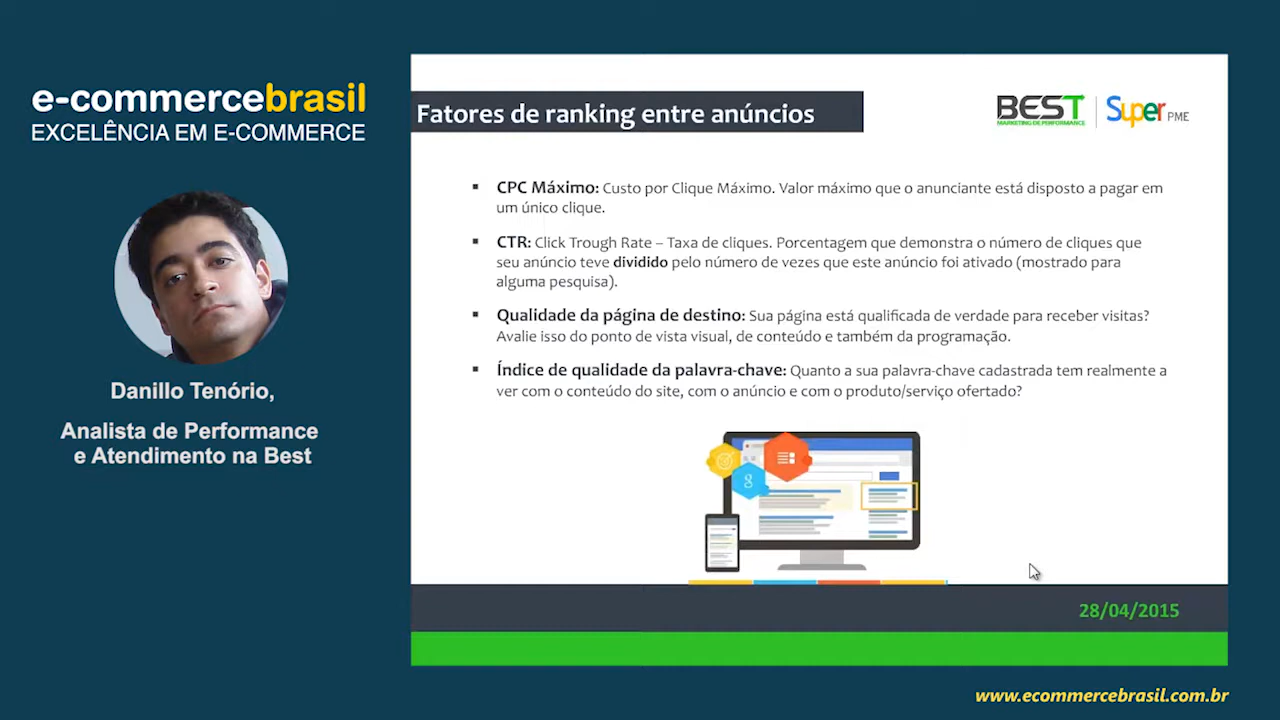 e-commercebrasil
EXCELÊNCIA EM E-COMMERCE
Danillo Tenório,
Analista de Performance
e Atendimento na Best
Fatores de ranking entre anúncios
BEST
MARKETING DE PERFORMANCE
Super PME
CPC Máximo: Custo por Clique Máximo. Valor máximo que o anunciante está disposto a pagar em
um único clique.
CTR: Click Trough Rate – Taxa de cliques. Porcentagem que demonstra o número de cliques que
seu anúncio teve dividido pelo número de vezes que este anúncio foi ativado (mostrado para
alguma pesquisa).
Qualidade da página de destino: Sua página está qualificada de verdade para receber visitas?
Avalie isso do ponto de vista visual, de conteúdo e também da programação.
Índice de qualidade da palavra-chave: Quanto a sua palavra-chave cadastrada tem realmente a
ver com o conteúdo do site, com o anúncio e com o produto/serviço ofertado?
8
28/04/2015
www.ecommercebrasil.com.br